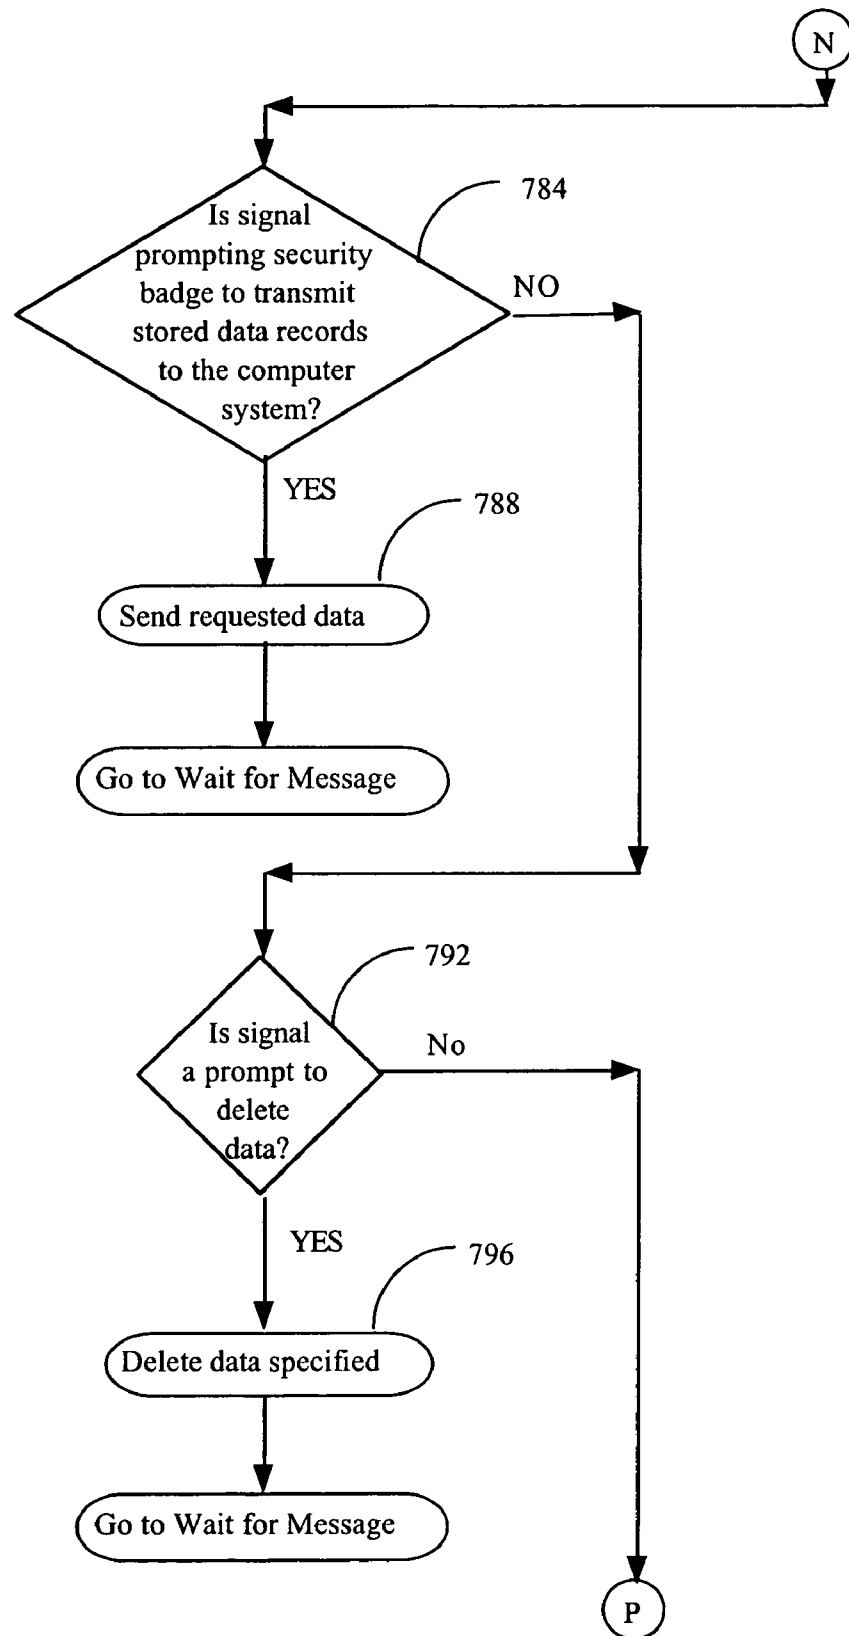 N
784
Is signal
prompting security
badge to transmit
stored data records
to the computer
system?
NO
YES
788
Send requested data
Go to Wait for Message
792
Is signal
a prompt to
delete
data?
No
YES
796
Delete data specified
Go to Wait for Message
P